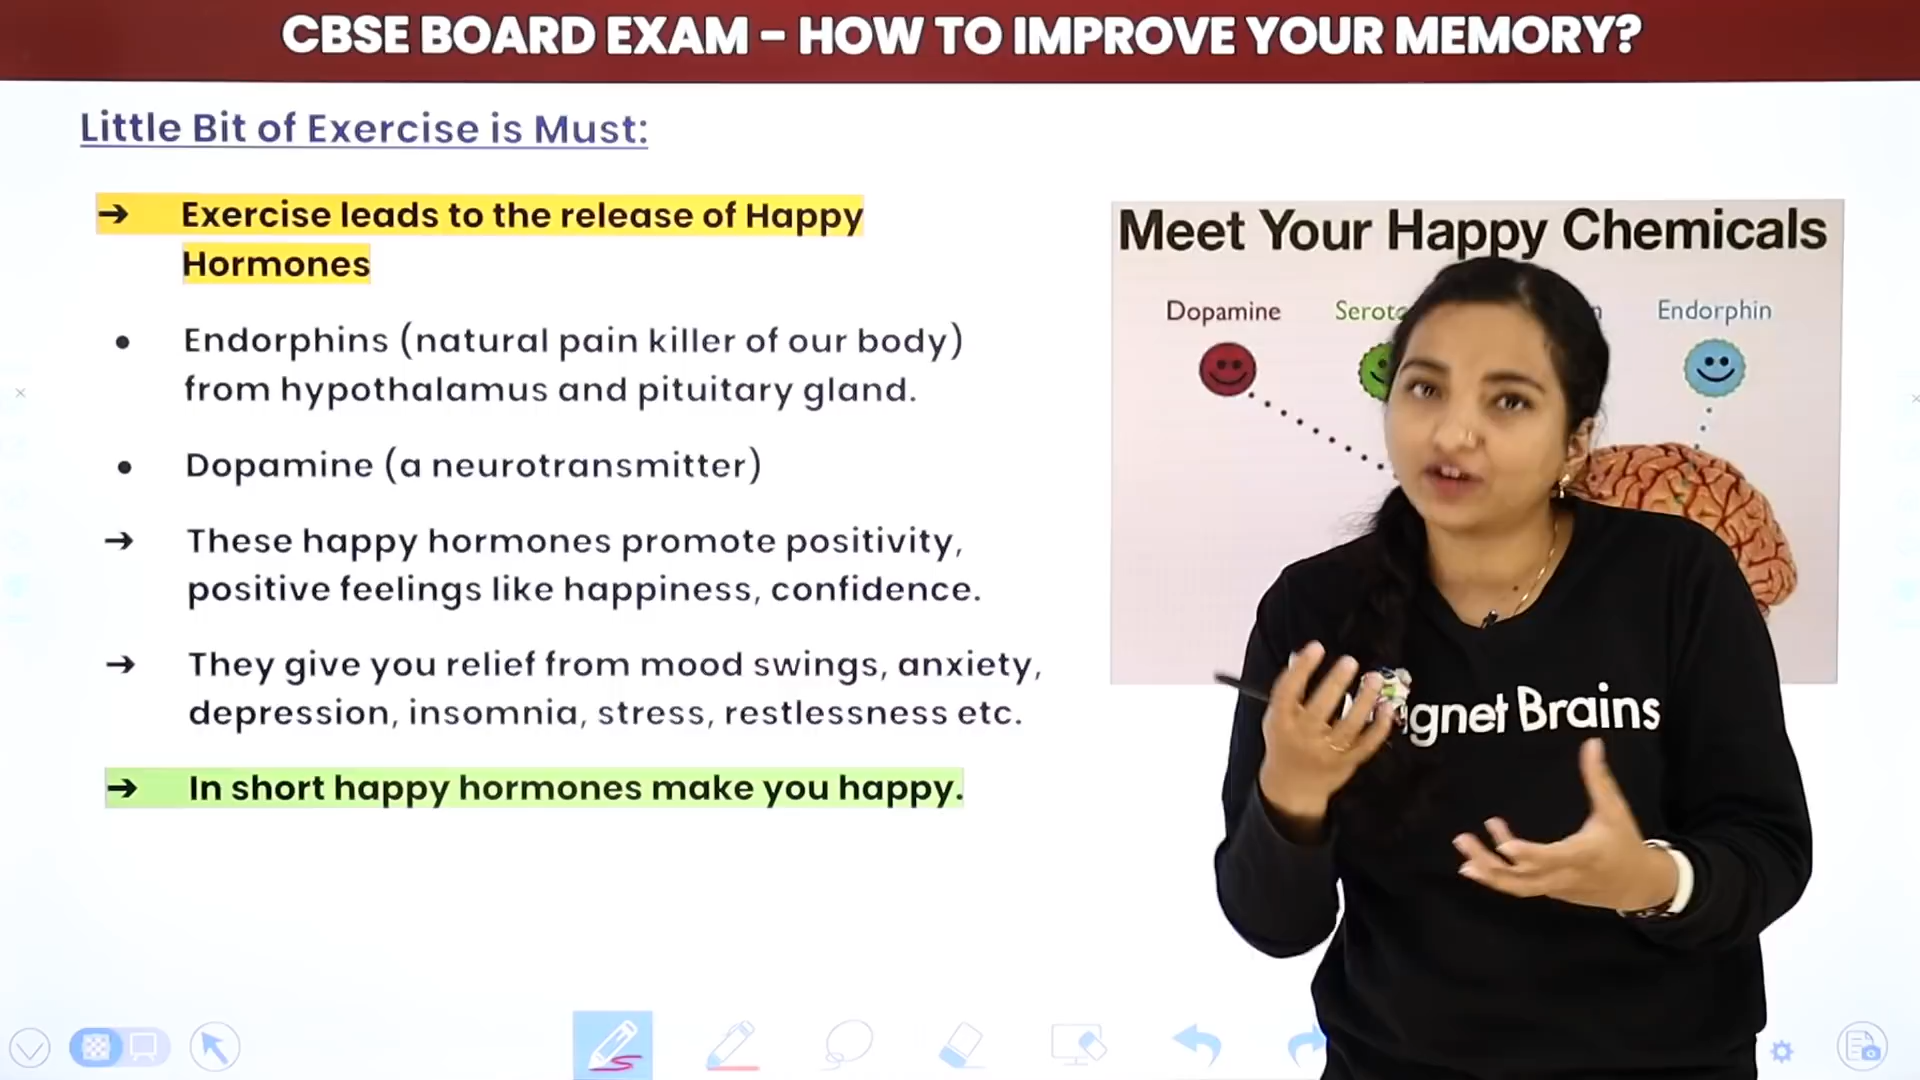 CBSE BOARD EXAM - HOW TO IMPROVE YOUR MEMORY?
Little Bit of Exercise is Must:
➔ Exercise leads to the release of Happy
Hormones
● Endorphins (natural pain killer of our body)
from hypothalamus and pituitary gland.
● Dopamine (a neurotransmitter)
➔ These happy hormones promote positivity,
positive feelings like happiness, confidence.
➔ They give you relief from mood swings, anxiety,
depression, insomnia, stress, restlessness etc.
➔ In short happy hormones make you happy.
Meet Your Happy Chemicals
Dopamine
Endorphin
Brains